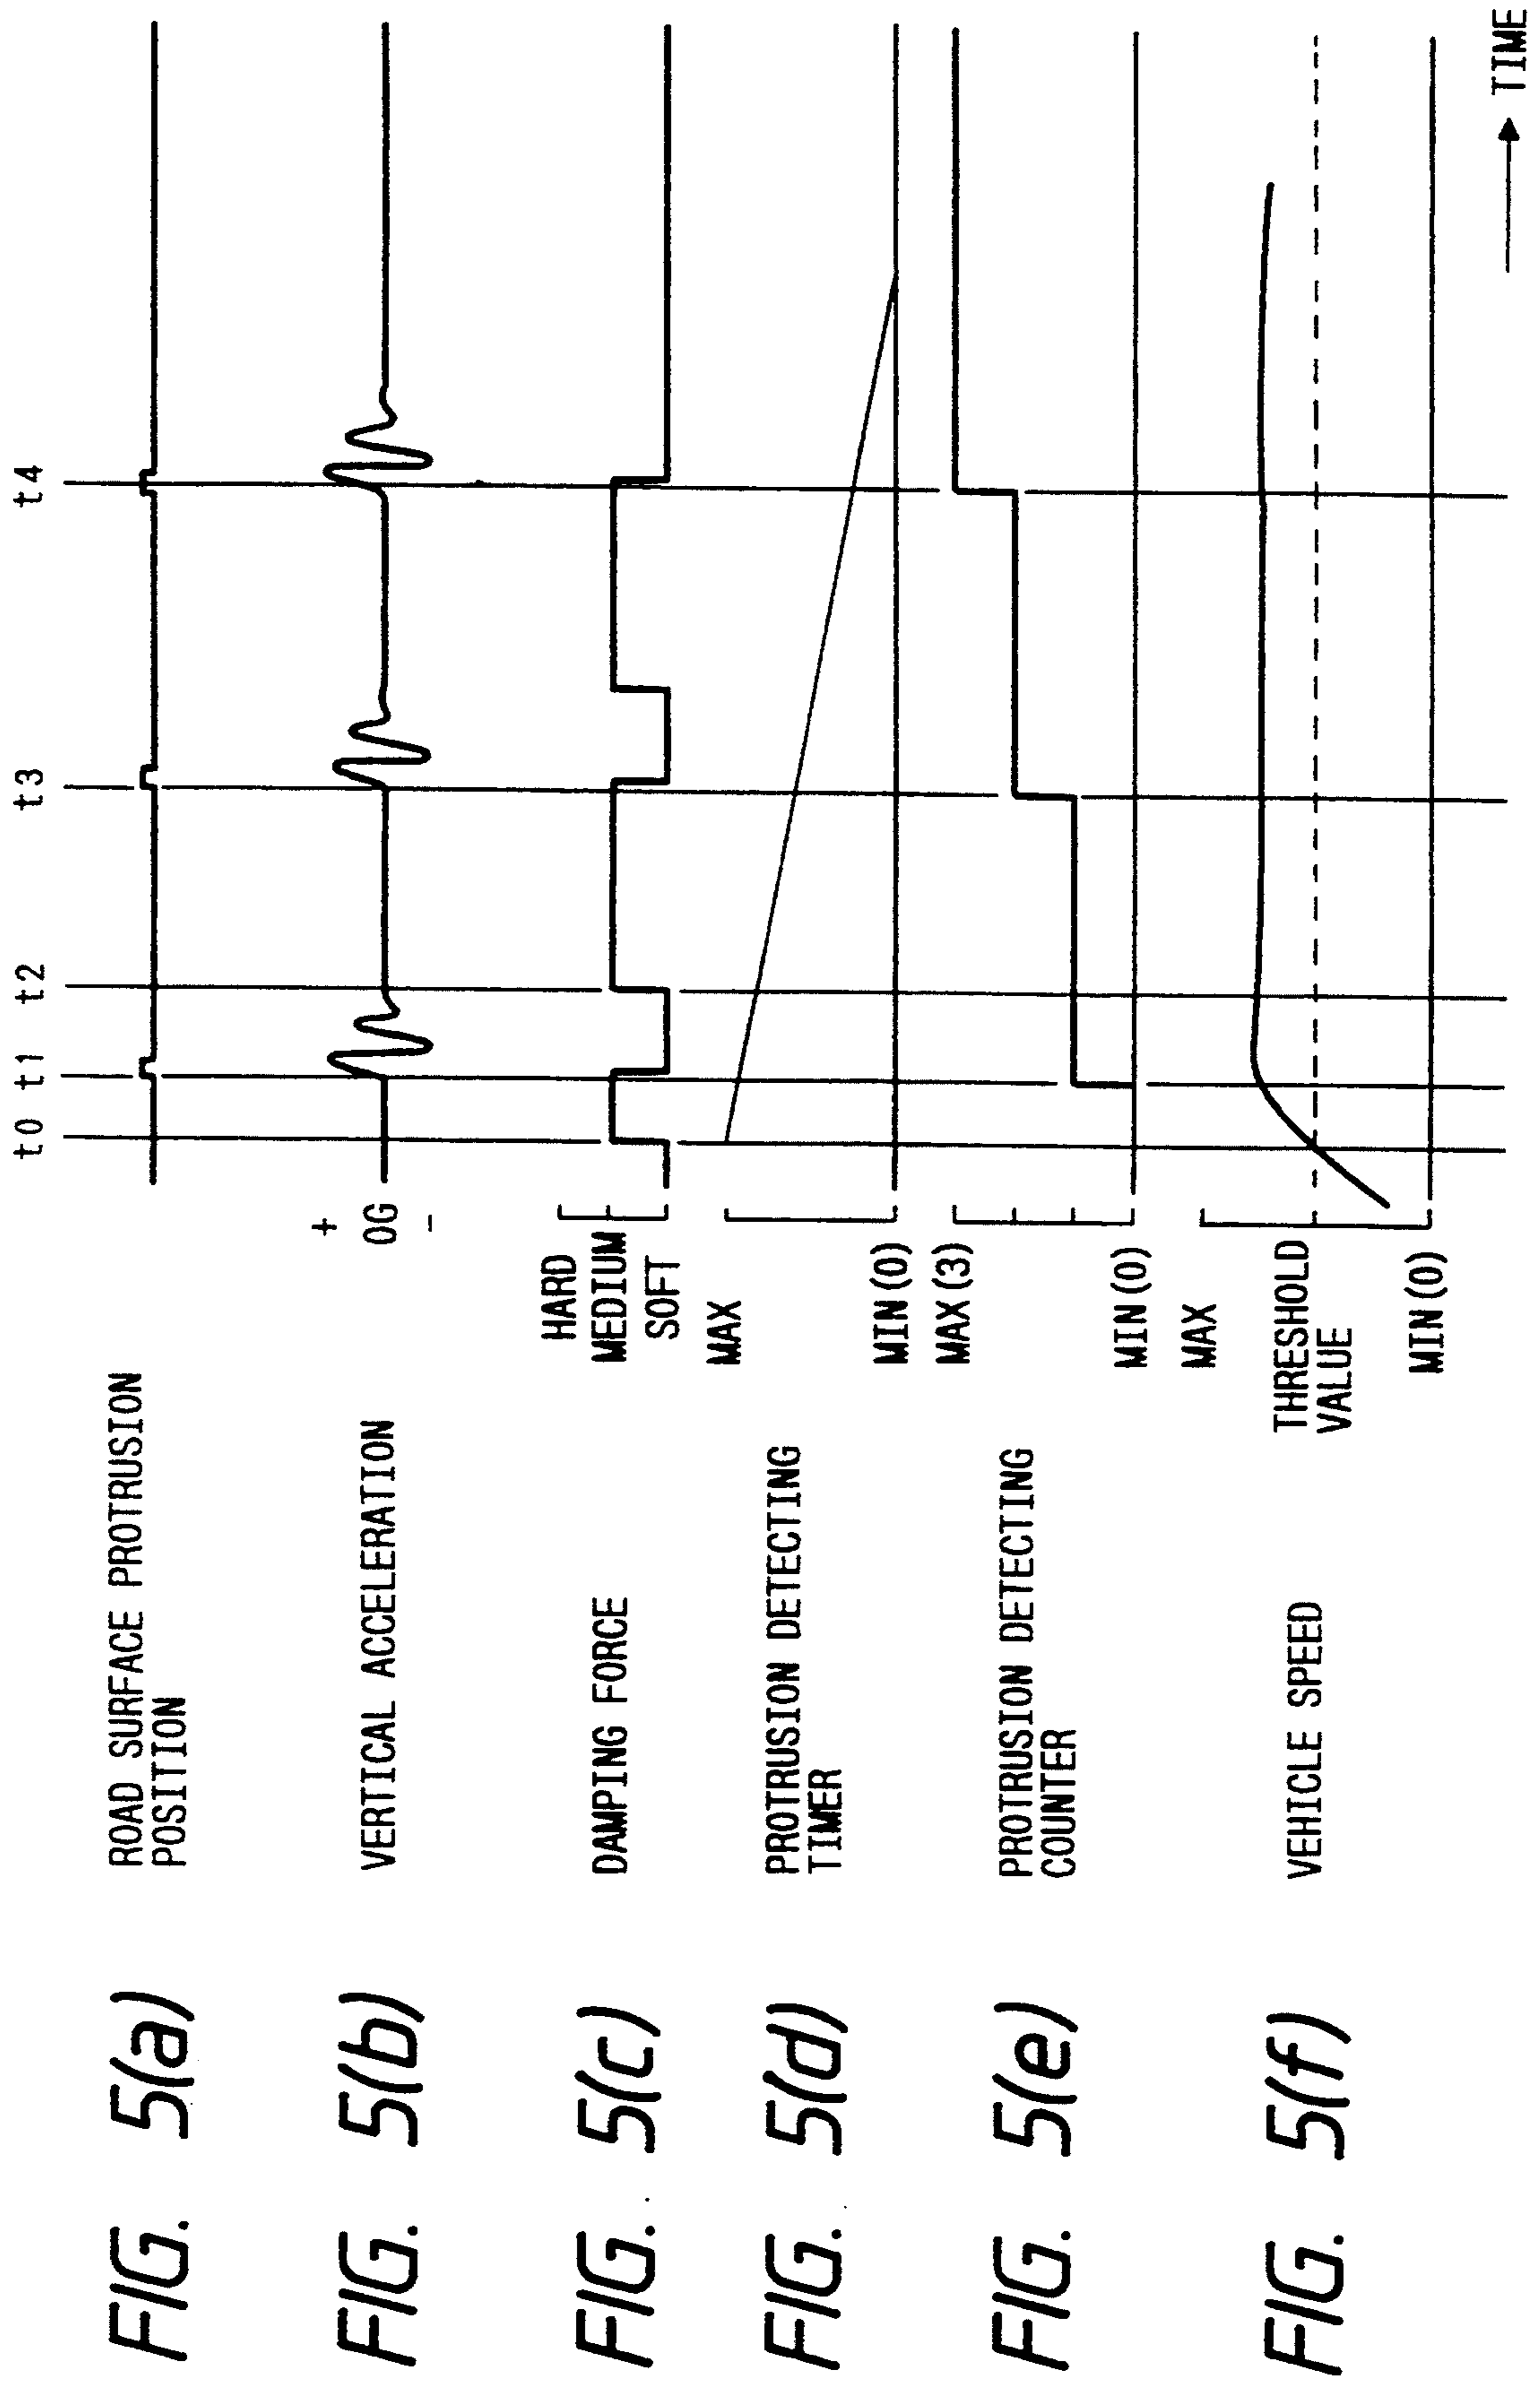 t0 t1 t2 t3 t4
FIG. 5(a)
ROAD SURFACE PROTRUSION
POSITION
FIG. 5(b)
VERTICAL ACCELERATION
+
0G
-
FIG. 5(c)
DAMPING FORCE
HARD
MEDIUM
SOFT
FIG. 5(d)
PROTRUSION DETECTING
TIMER
MAX
MIN(0)
FIG. 5(e)
PROTRUSION DETECTING
COUNTER
MAX(3)
MIN(0)
FIG. 5(f)
VEHICLE SPEED
MAX
THRESHOLD
VALUE
MIN(0)
TIME